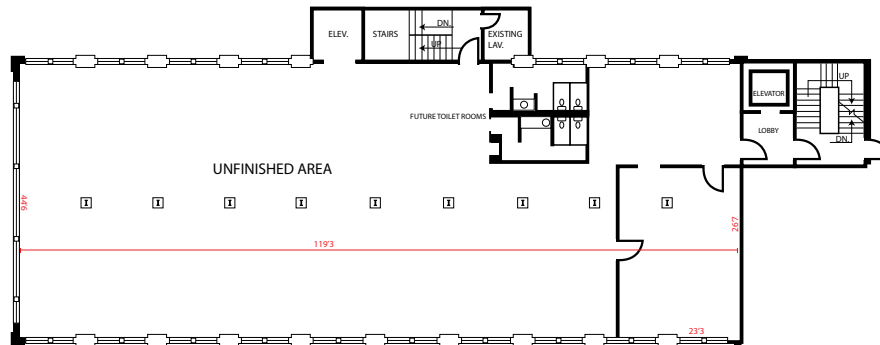 ELEV.
STAIRS
DN.
UP
EXISTING
LAV.
UP
ELEVATOR
FUTURE TOILET ROOMS
LOBBY
DN.
UNFINISHED AREA
44'6
26'7
119'3
23'3